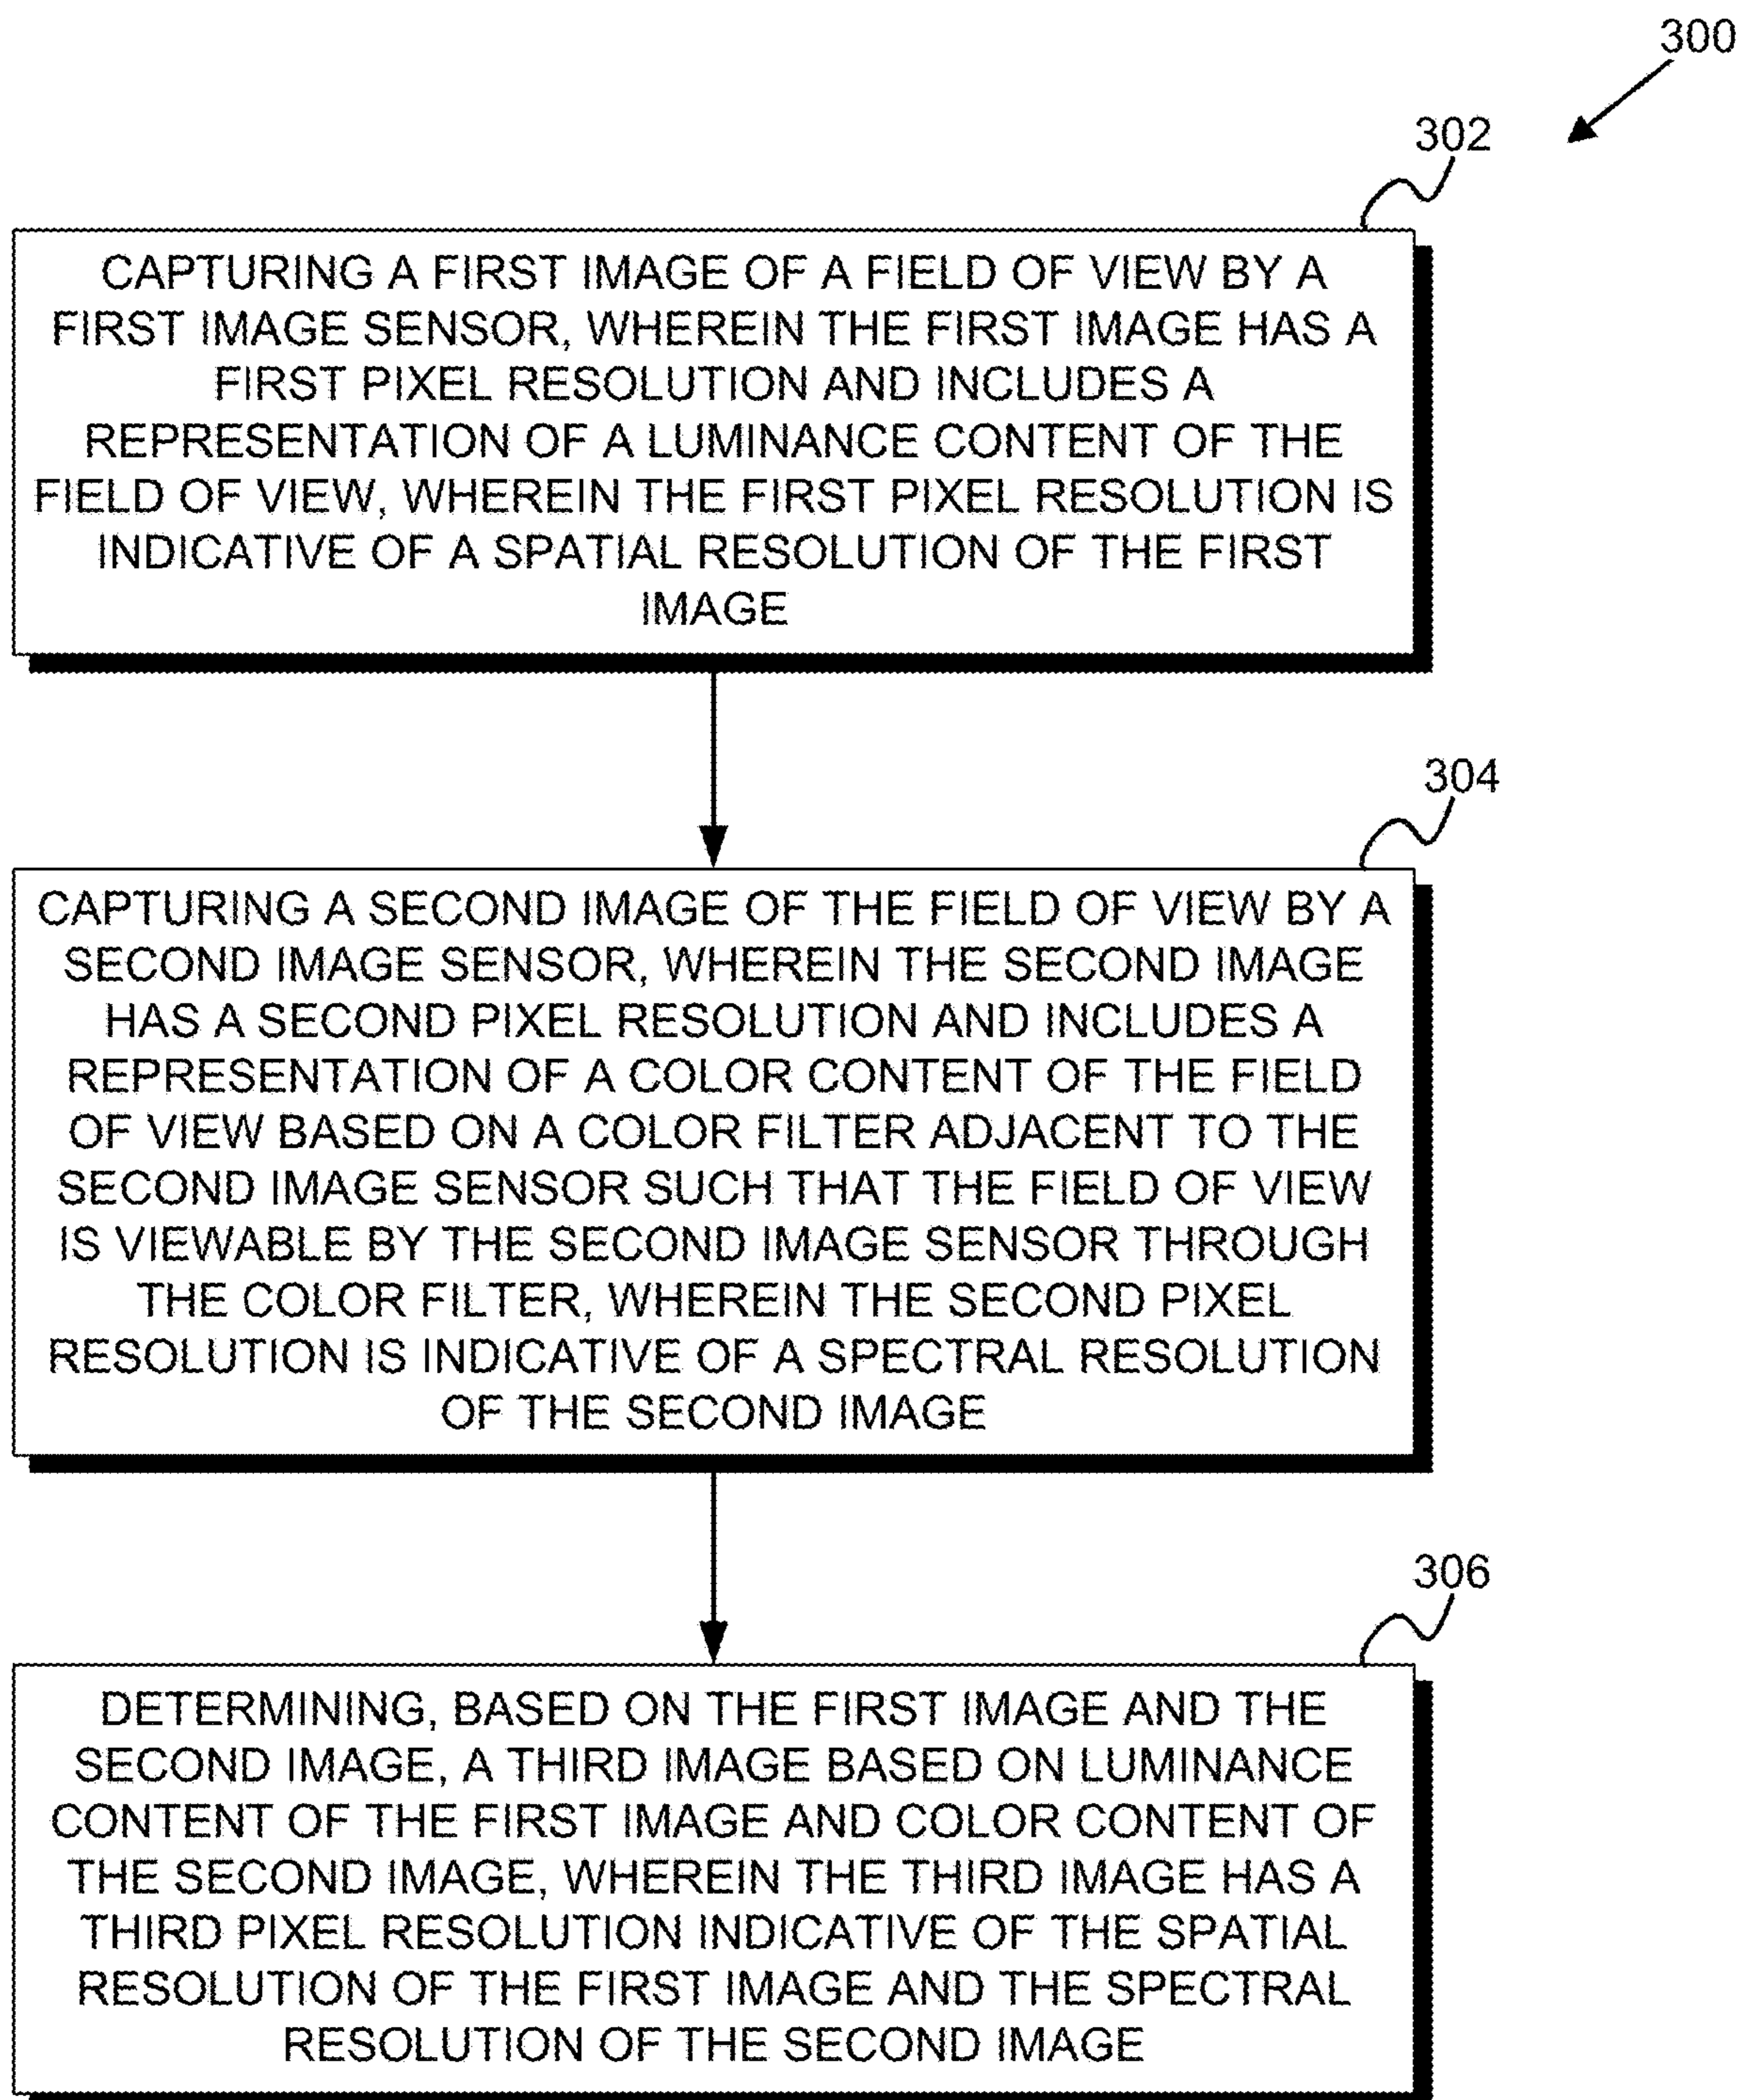 300
302
CAPTURING A FIRST IMAGE OF A FIELD OF VIEW BY A
FIRST IMAGE SENSOR, WHEREIN THE FIRST IMAGE HAS A
FIRST PIXEL RESOLUTION AND INCLUDES A
REPRESENTATION OF A LUMINANCE CONTENT OF THE
FIELD OF VIEW, WHEREIN THE FIRST PIXEL RESOLUTION IS
INDICATIVE OF A SPATIAL RESOLUTION OF THE FIRST
IMAGE
304
CAPTURING A SECOND IMAGE OF THE FIELD OF VIEW BY A
SECOND IMAGE SENSOR, WHEREIN THE SECOND IMAGE
HAS A SECOND PIXEL RESOLUTION AND INCLUDES A
REPRESENTATION OF A COLOR CONTENT OF THE FIELD
OF VIEW BASED ON A COLOR FILTER ADJACENT TO THE
SECOND IMAGE SENSOR SUCH THAT THE FIELD OF VIEW
IS VIEWABLE BY THE SECOND IMAGE SENSOR THROUGH
THE COLOR FILTER, WHEREIN THE SECOND PIXEL
RESOLUTION IS INDICATIVE OF A SPECTRAL RESOLUTION
OF THE SECOND IMAGE
306
DETERMINING, BASED ON THE FIRST IMAGE AND THE
SECOND IMAGE, A THIRD IMAGE BASED ON LUMINANCE
CONTENT OF THE FIRST IMAGE AND COLOR CONTENT OF
THE SECOND IMAGE, WHEREIN THE THIRD IMAGE HAS A
THIRD PIXEL RESOLUTION INDICATIVE OF THE SPATIAL
RESOLUTION OF THE FIRST IMAGE AND THE SPECTRAL
RESOLUTION OF THE SECOND IMAGE